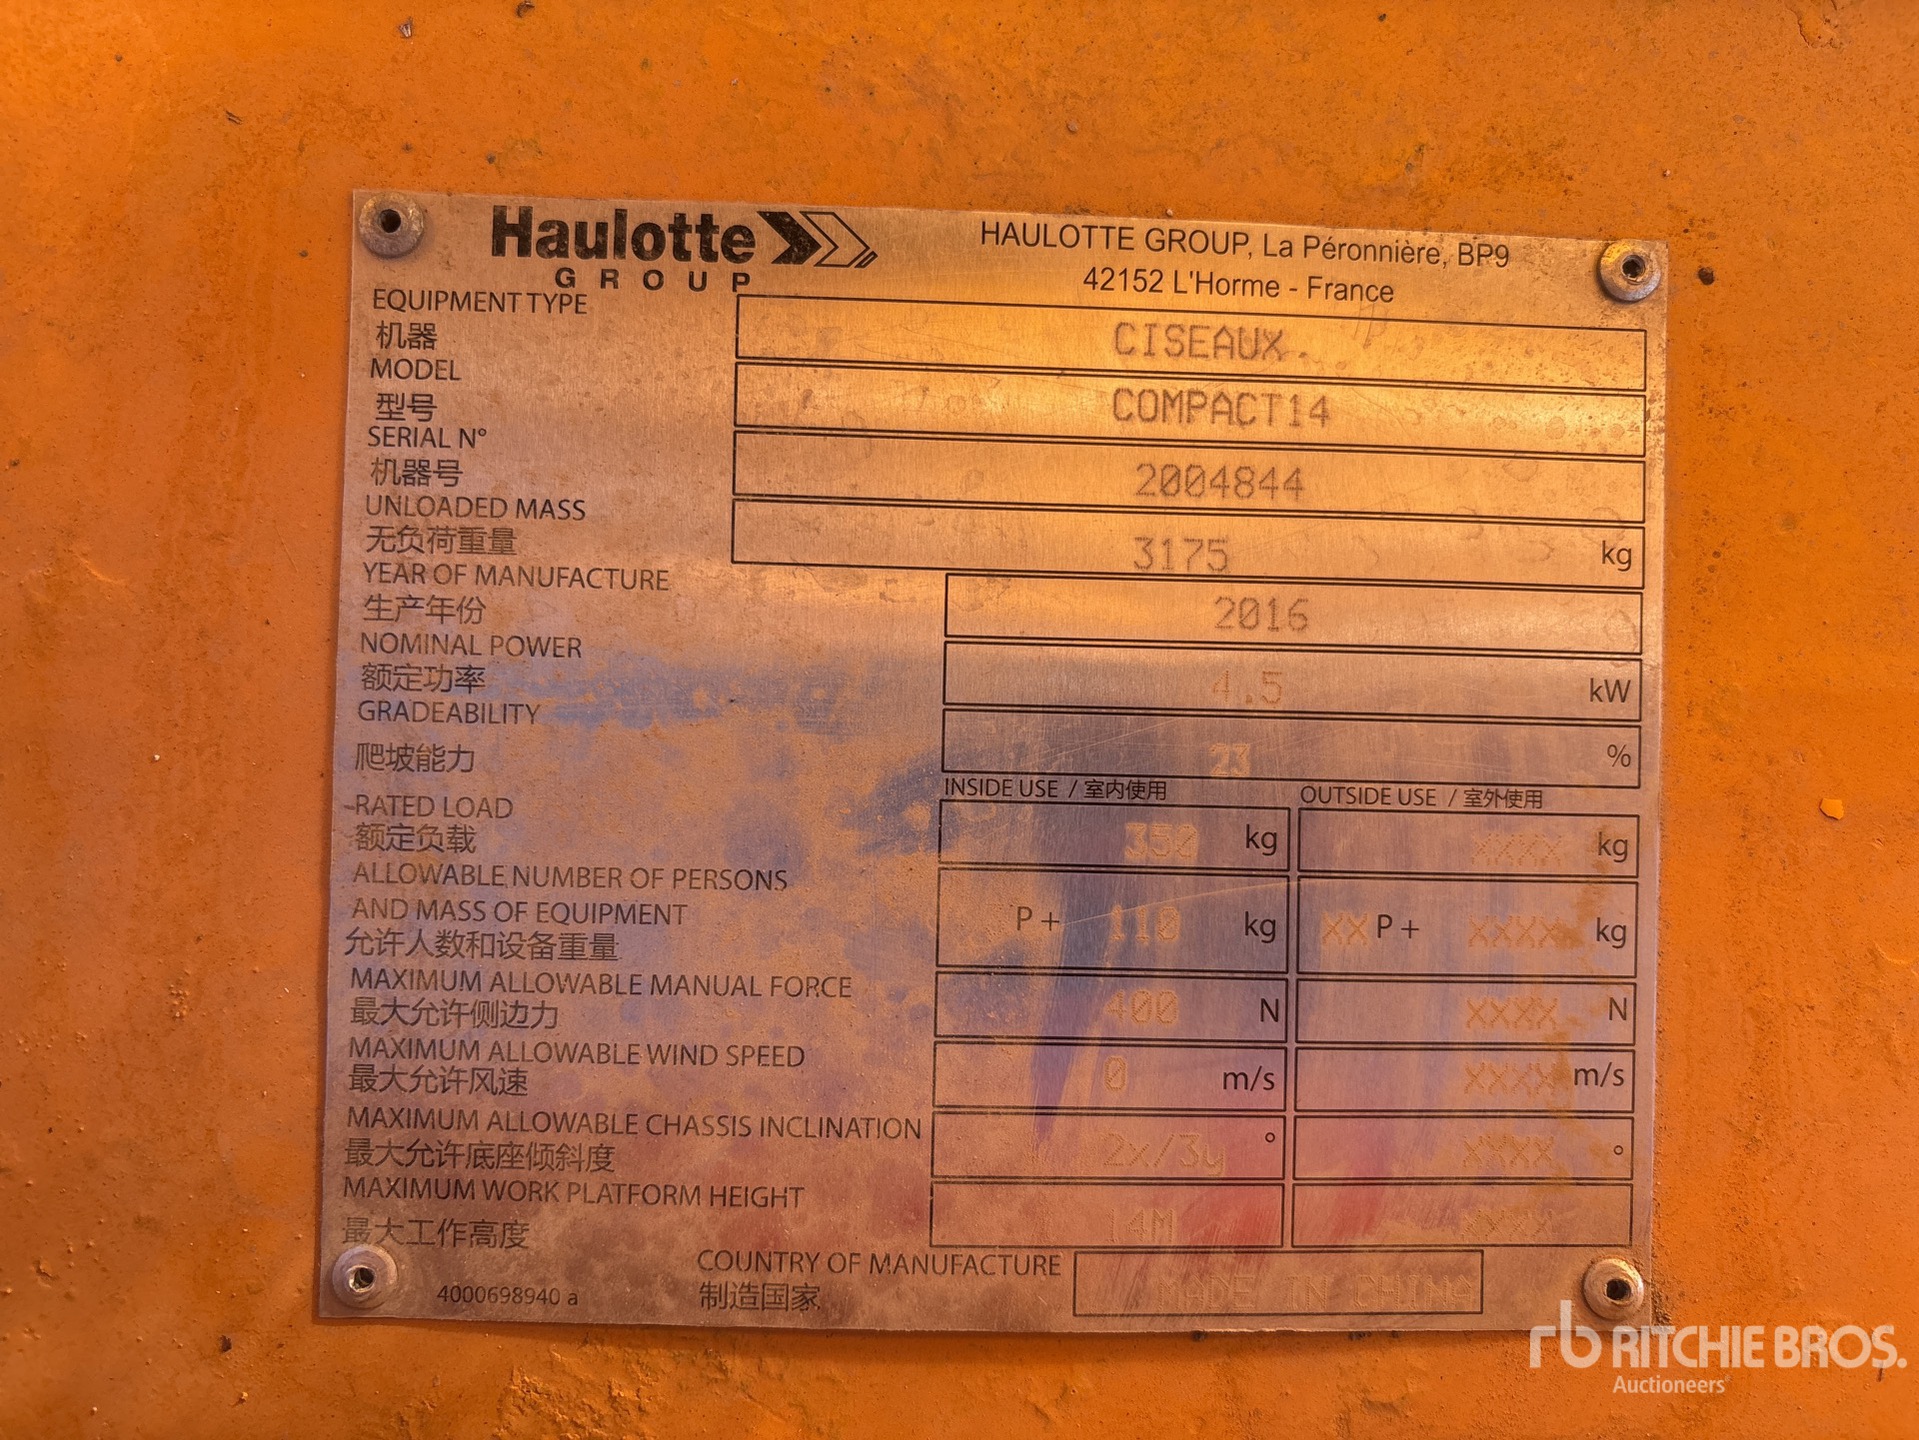 Haulotte
GROUP
HAULOTTE GROUP, La Péronnière, BP9
42152 L'Horme - France
EQUIPMENT TYPE
机器
CISEAUX
MODEL
型号
COMPACT14
SERIAL N°
机器号
2004844
UNLOADED MASS
无负荷重量
3175 kg
YEAR OF MANUFACTURE
生产年份
2016
NOMINAL POWER
额定功率
4.5 kW
GRADEABILITY
爬坡能力
23 %
INSIDE USE / 室内使用 OUTSIDE USE / 室外使用
RATED LOAD
额定负载
350 kg XXXX kg
ALLOWABLE NUMBER OF PERSONS
AND MASS OF EQUIPMENT
允许人数和设备重量
P + 110 kg XX P + XXXX kg
MAXIMUM ALLOWABLE MANUAL FORCE
最大允许侧边力
400 N XXXX N
MAXIMUM ALLOWABLE WIND SPEED
最大允许风速
0 m/s XXXX m/s
MAXIMUM ALLOWABLE CHASSIS INCLINATION
最大允许底座倾斜度
2x/3y ° XXXX °
MAXIMUM WORK PLATFORM HEIGHT
最大工作高度
14M XXXX
COUNTRY OF MANUFACTURE
制造国家
MADE IN CHINA
4000698940 a
rb RITCHIE BROS.
Auctioneers